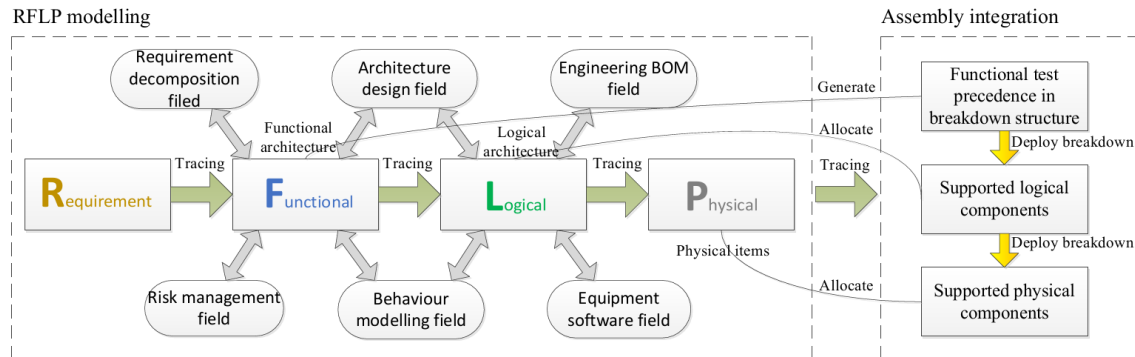 RFLP modelling
Assembly integration
Requirement
decomposition
filed
Architecture
design field
Engineering BOM
field
Functional
architecture
Logical
architecture
Generate
Allocate
Functional test
precedence in
breakdown structure
Deploy breakdown
Requirement
Tracing
Functional
Tracing
Logical
Tracing
Physical
Tracing
Supported logical
components
Physical items
Deploy breakdown
Risk management
field
Behaviour
modelling field
Equipment
software field
Allocate
Supported physical
components